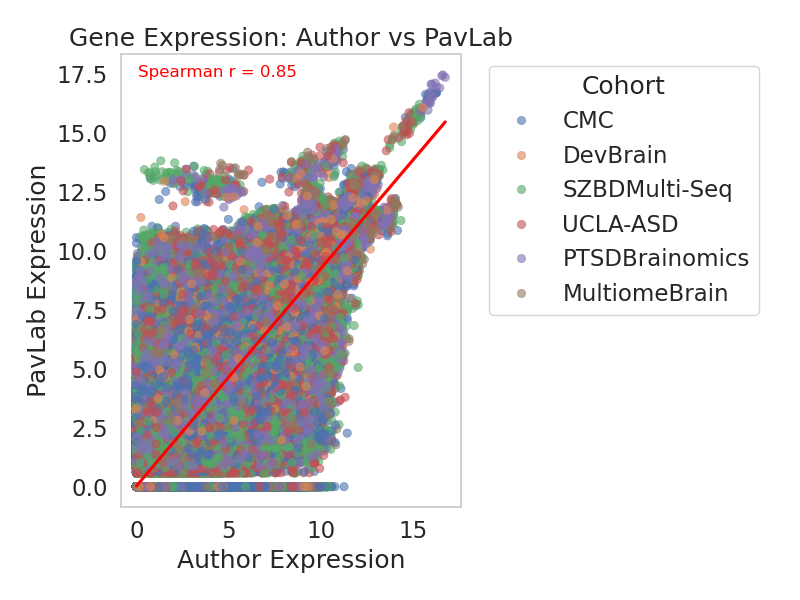 Gene Expression: Author vs PavLab
Spearman r = 0.85
17.5
15.0
12.5
10.0
7.5
5.0
2.5
0.0
PavLab Expression
0 5 10 15
Author Expression
Cohort
CMC
DevBrain
SZBDMulti-Seq
UCLA-ASD
PTSDBrainomics
MultiomeBrain